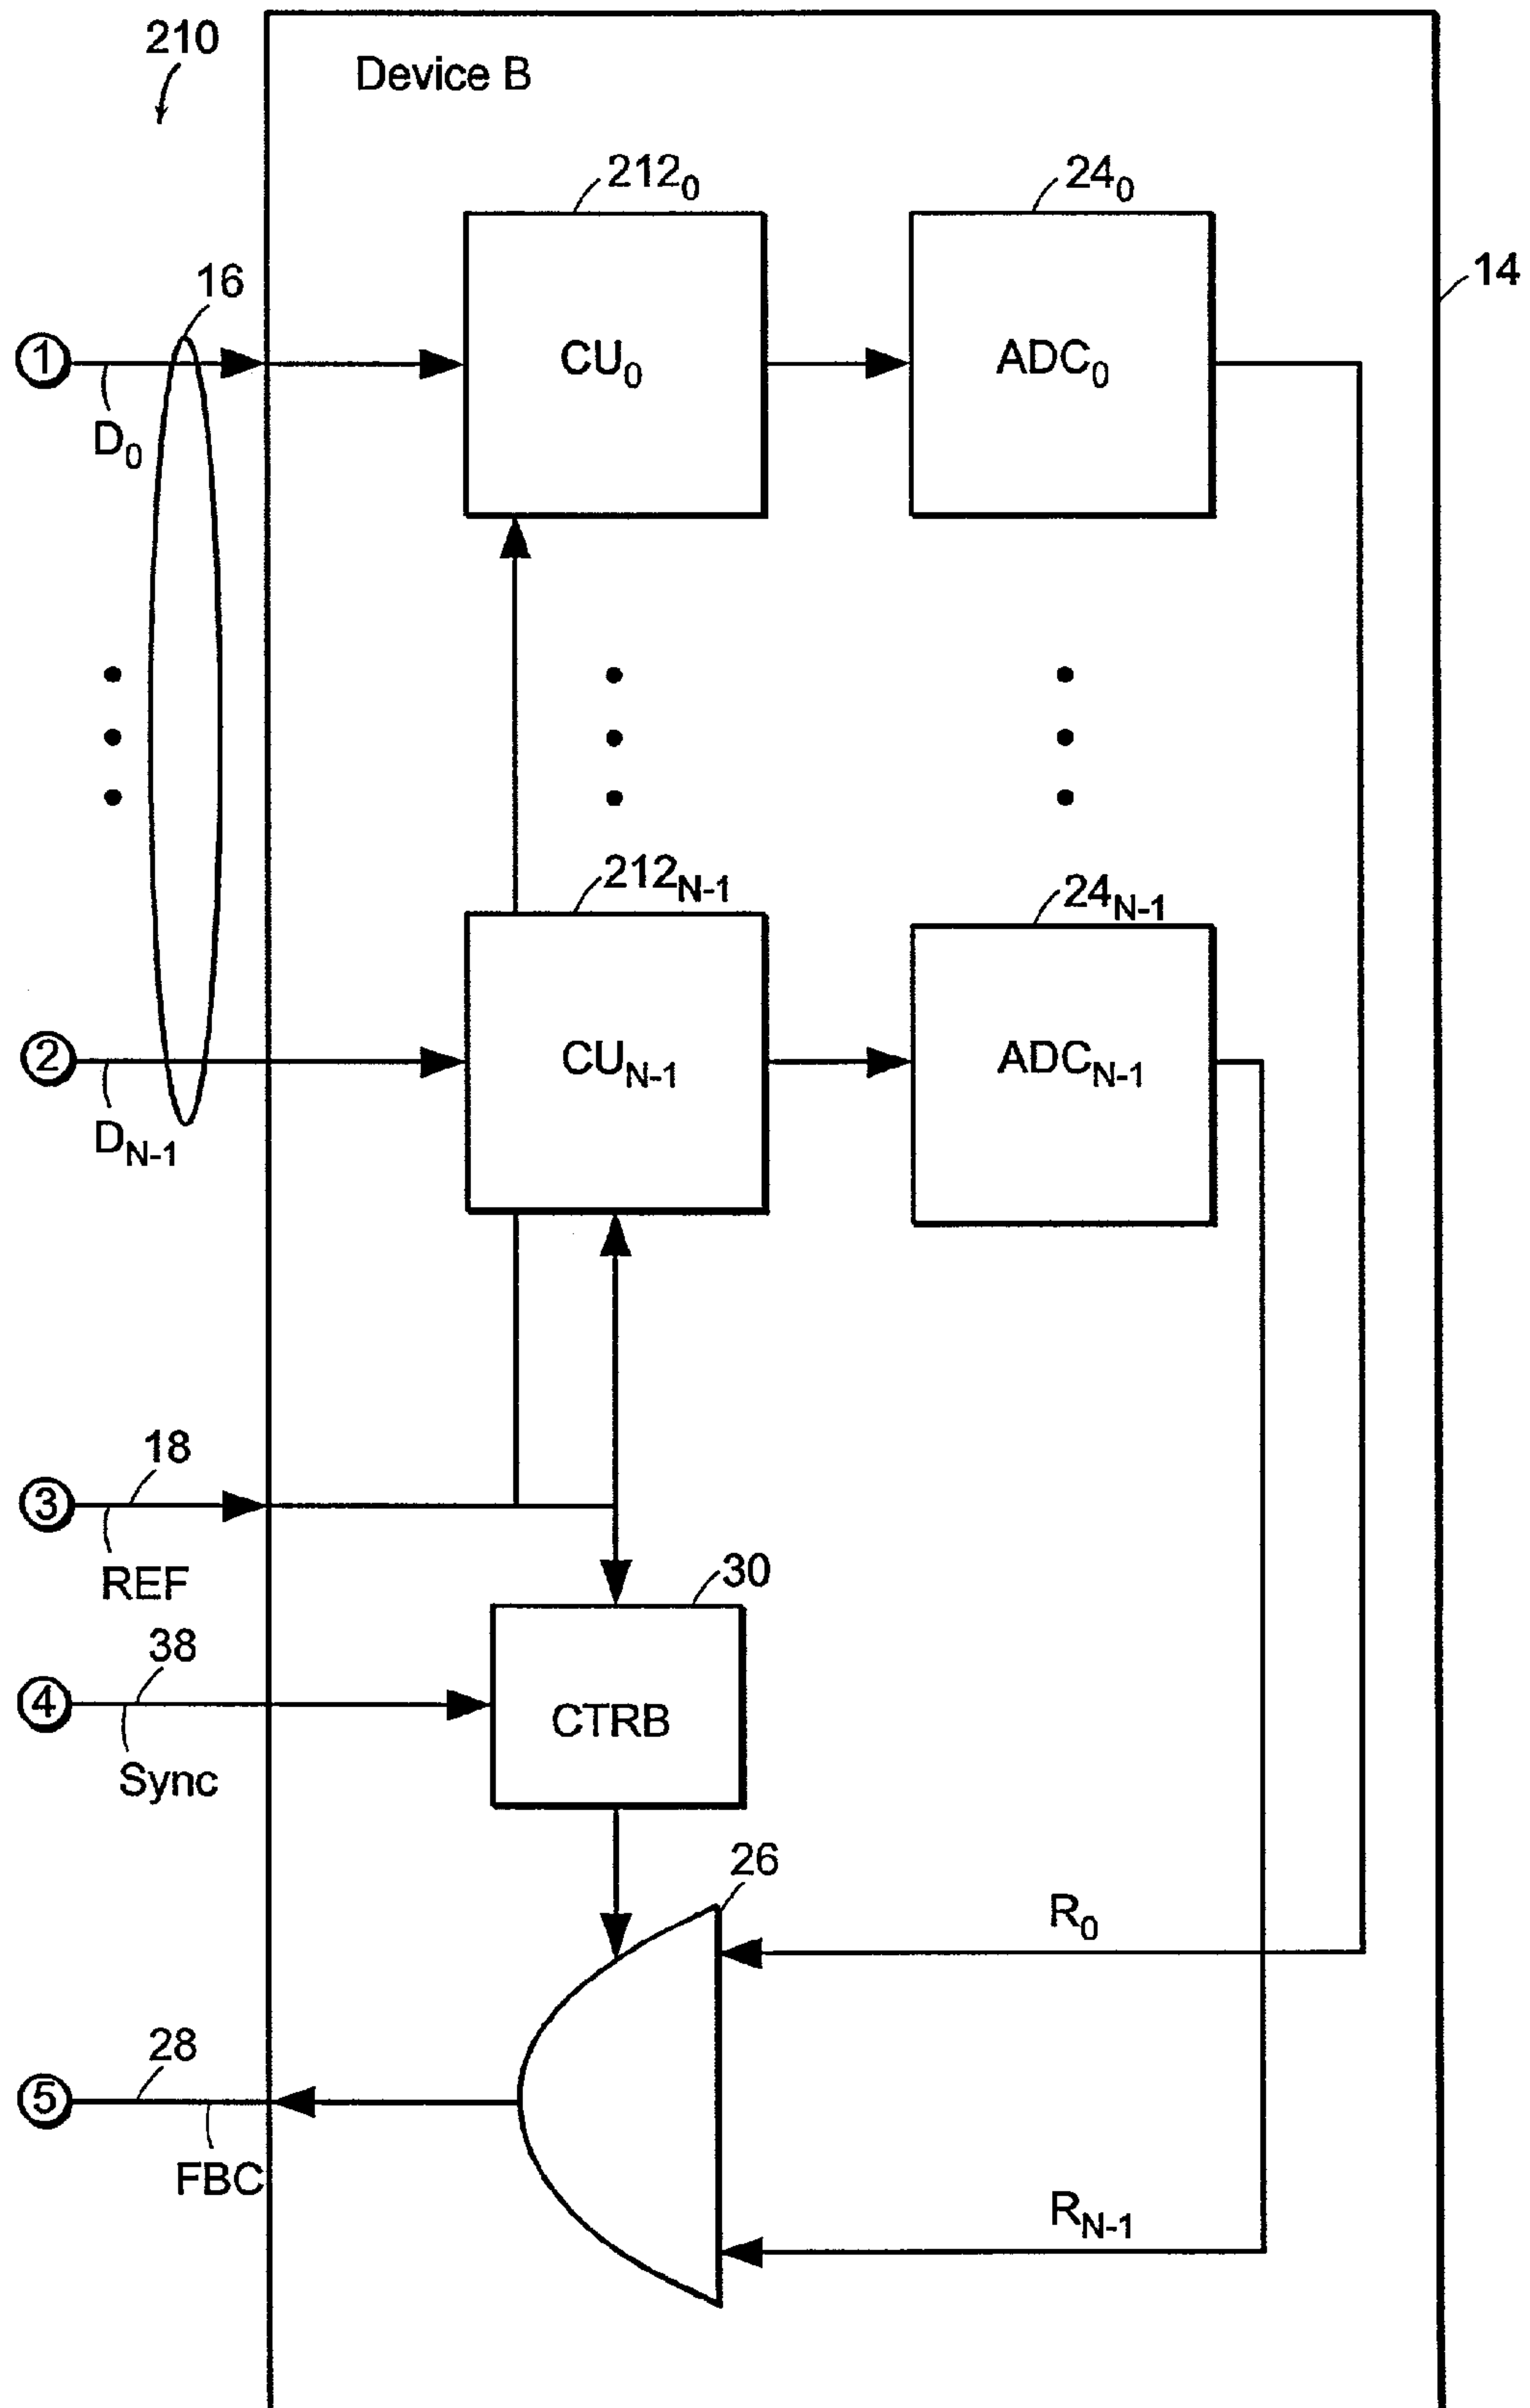 210
Device B
212₀
24₀
14
16
1
CU₀
ADC₀
D₀
212N-1
24N-1
2
CUN-1
ADCN-1
DN-1
18
3
REF
30
38
4
CTRB
Sync
26
R₀
28
5
FBC
RN-1